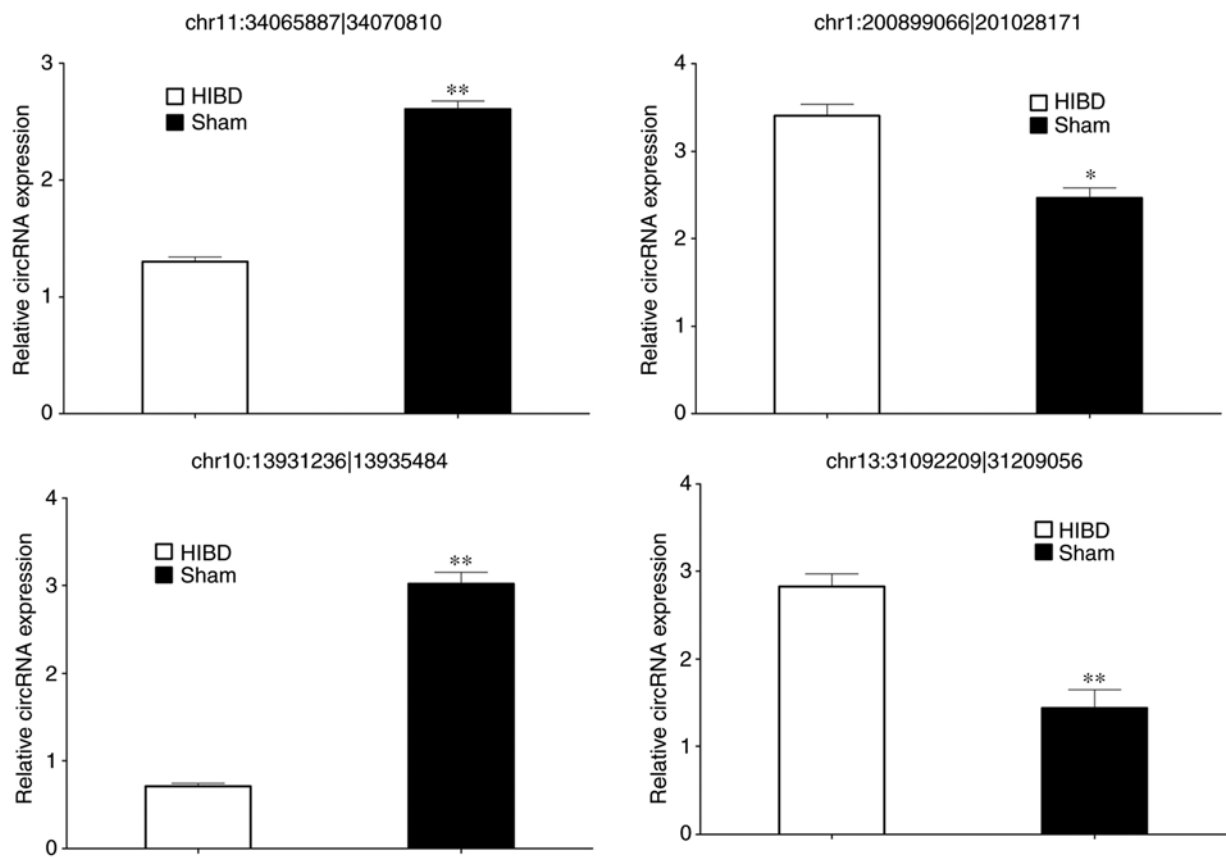 chr11:34065887|34070810
Relative circRNA expression
3
2
1
0
HIBD
Sham
**
chr1:200899066|201028171
Relative circRNA expression
4
3
2
1
0
HIBD
Sham
*
chr10:13931236|13935484
Relative circRNA expression
4
3
2
1
0
HIBD
Sham
**
chr13:31092209|31209056
Relative circRNA expression
4
3
2
1
0
HIBD
Sham
**